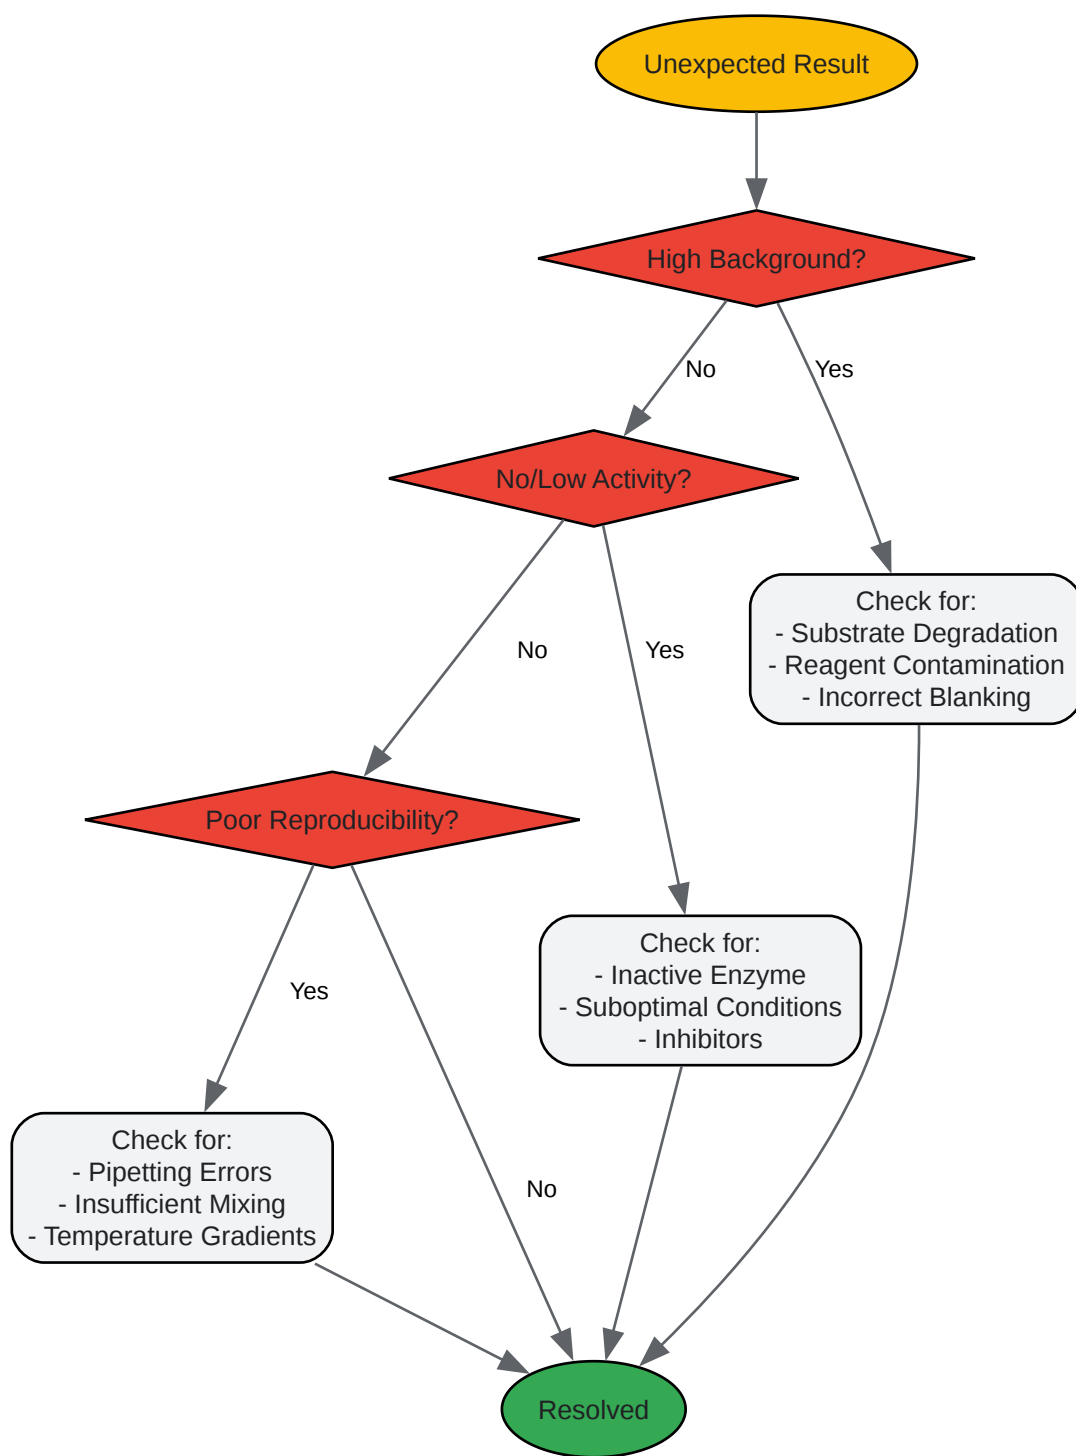 Unexpected Result
High Background?
No
Yes
No/Low Activity?
Check for:
- Substrate Degradation
- Reagent Contamination
- Incorrect Blanking
No
Yes
Poor Reproducibility?
Check for:
- Inactive Enzyme
- Suboptimal Conditions
- Inhibitors
Yes
Check for:
- Pipetting Errors
- Insufficient Mixing
- Temperature Gradients
No
Resolved